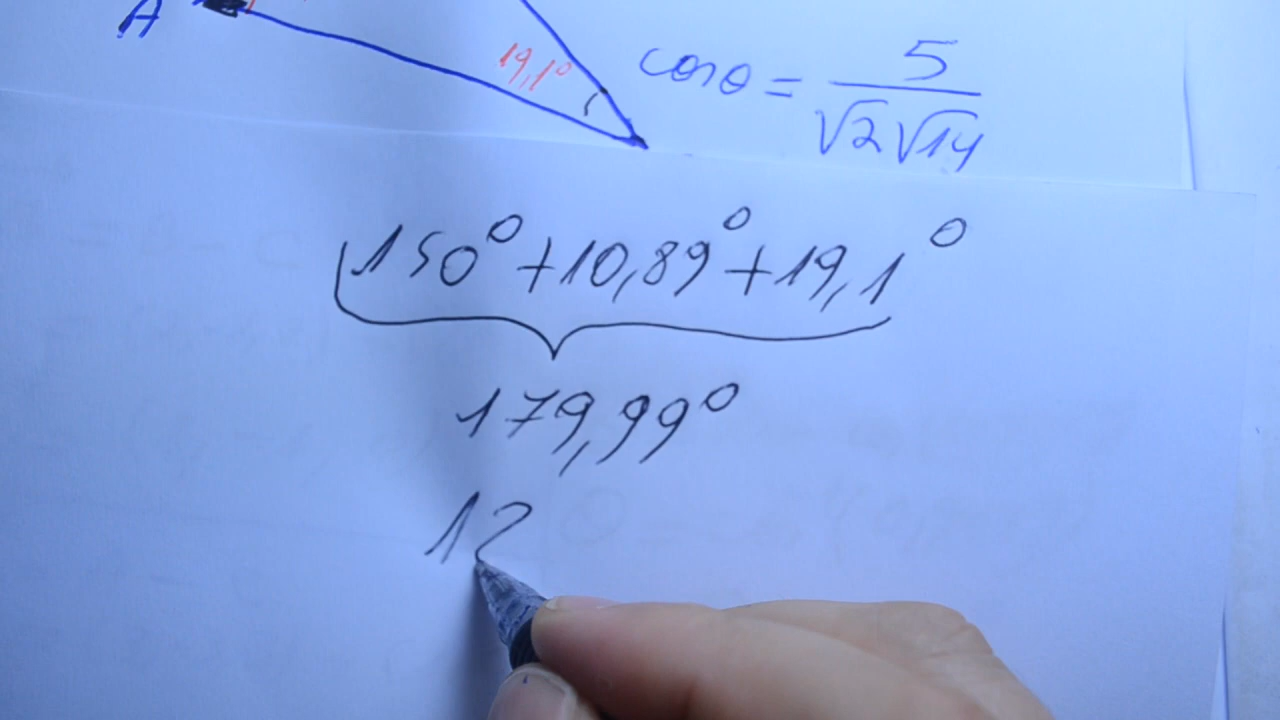 A
19,1°
cosθ = 5/(√2√14)
150° + 10,89° + 19,1°
179,99°
12